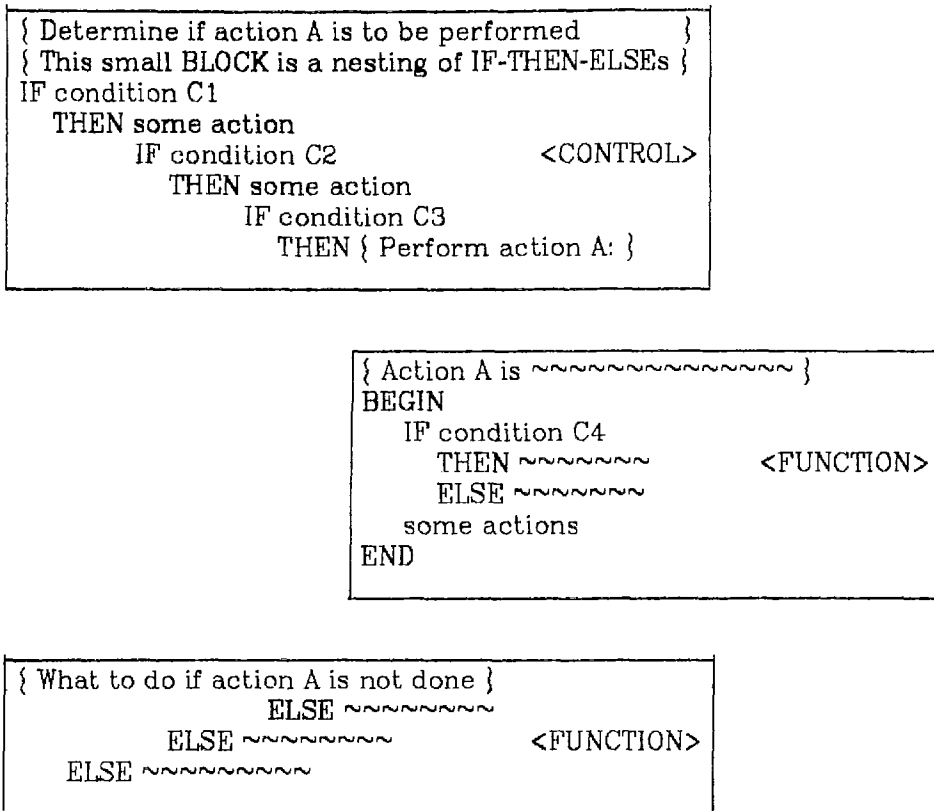 { Determine if action A is to be performed }
{ This small BLOCK is a nesting of IF-THEN-ELSEs }
IF condition C1
THEN some action
IF condition C2 <CONTROL>
THEN some action
IF condition C3
THEN { Perform action A: }
{ Action A is ~~~~~~~~~~~~~~ }
BEGIN
IF condition C4
THEN ~~~~~~~ <FUNCTION>
ELSE ~~~~~~~
some actions
END
{ What to do if action A is not done }
ELSE ~~~~~~~~
ELSE ~~~~~~~~ <FUNCTION>
ELSE ~~~~~~~~~